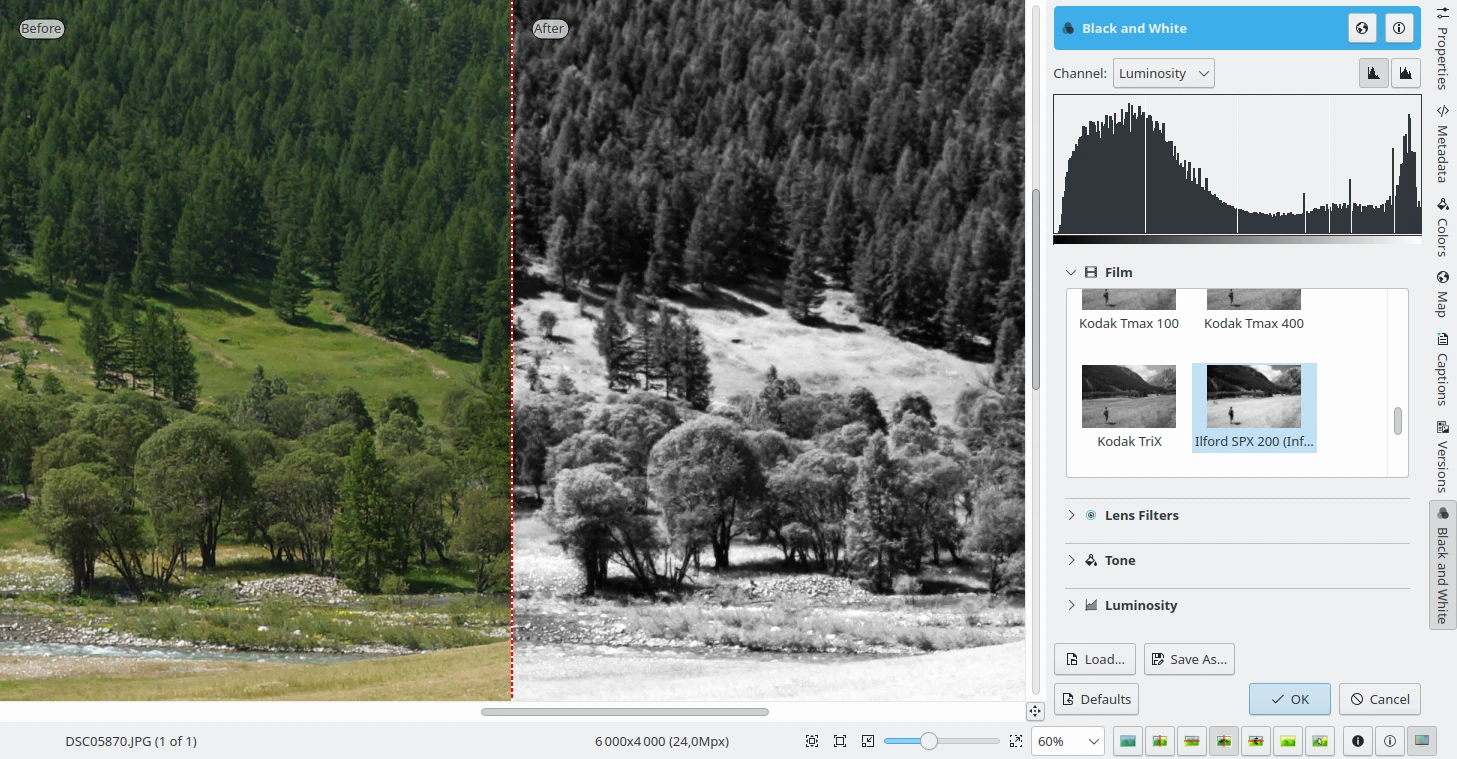 Before
After
Black and White
Channel: Luminosity
Film
Kodak Tmax 100
Kodak Tmax 400
Kodak TriX
Ilford SPX 200 (Inf...
Lens Filters
Tone
Luminosity
Load...
Save As...
Defaults
OK
Cancel
Properties
Metadata
Colors
Map
Captions
Versions
Black and White
DSC05870.JPG (1 of 1)
6 000x4 000 (24,0Mpx)
60%